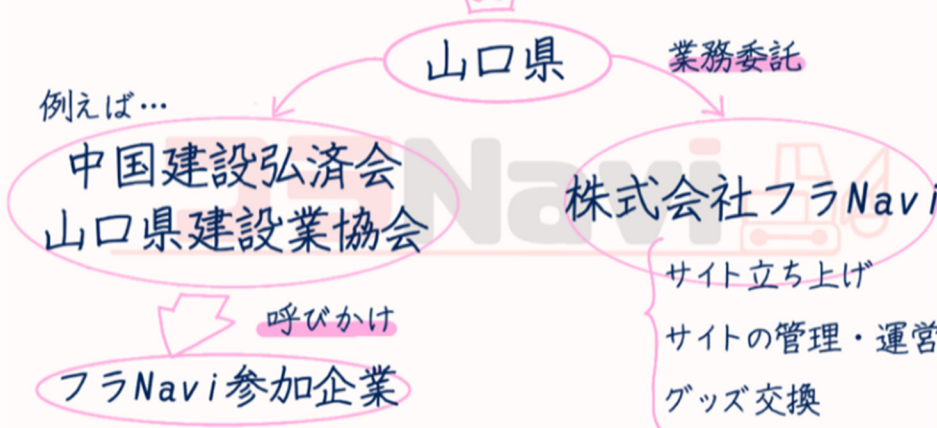 山口県
業務委託
例えば…
中国建設弘済会
山口県建設業協会
株式会社フラNavi
サイト立ち上げ
サイトの管理・運営
グッズ交換
呼びかけ
フラNavi参加企業
Navi